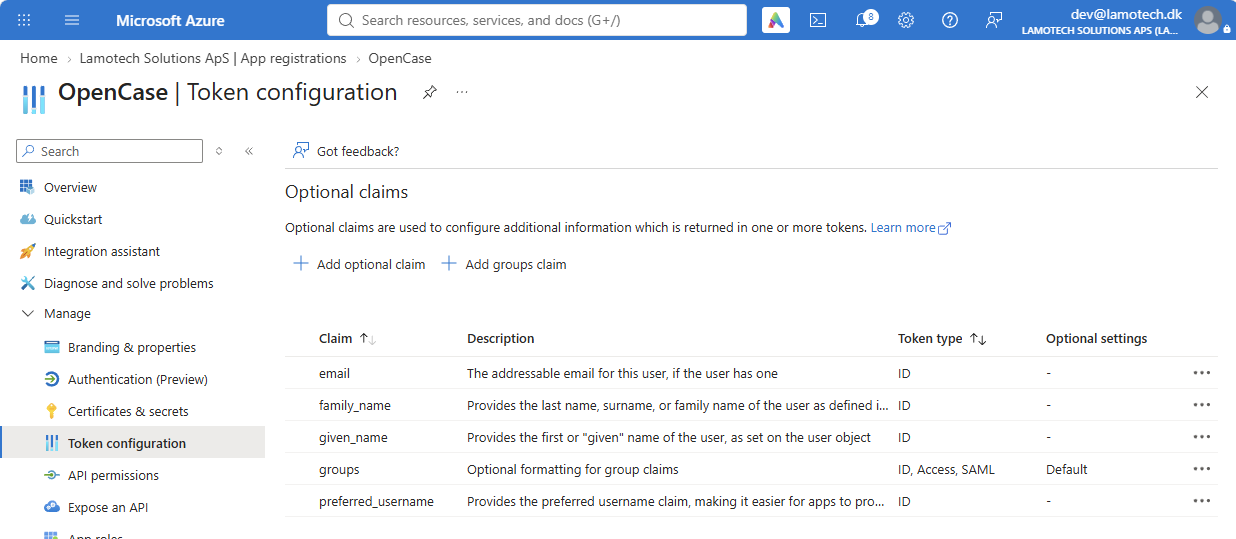 Microsoft Azure
Search resources, services, and docs (G+/)
8
dev@lamotech.dk
LAMOTECH SOLUTIONS APS (LA...
Home > Lamotech Solutions ApS | App registrations > OpenCase
OpenCase | Token configuration
Search
Got feedback?
Overview
Quickstart
Integration assistant
Diagnose and solve problems
Manage
Branding & properties
Authentication (Preview)
Certificates & secrets
Token configuration
API permissions
Expose an API
App roles
Optional claims
Optional claims are used to configure additional information which is returned in one or more tokens. Learn more
Add optional claim Add groups claim
Claim Description Token type Optional settings
email The addressable email for this user, if the user has one ID -
family_name Provides the last name, surname, or family name of the user as defined i... ID -
given_name Provides the first or "given" name of the user, as set on the user object ID -
groups Optional formatting for group claims ID, Access, SAML Default
preferred_username Provides the preferred username claim, making it easier for apps to pro... ID -